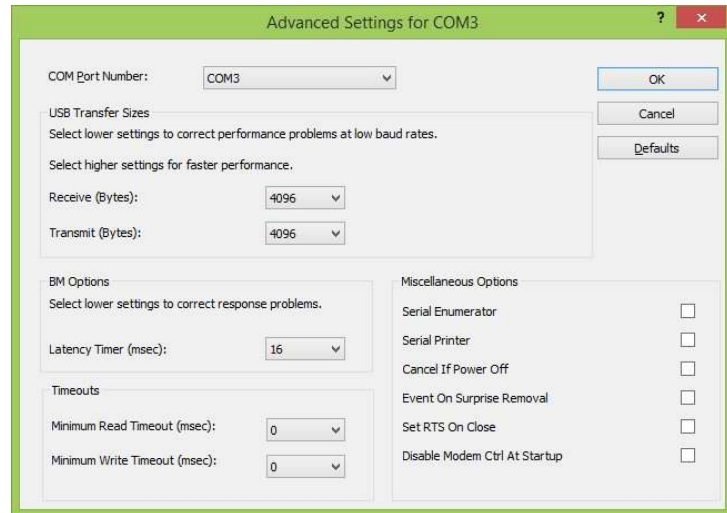 Advanced Settings for COM3
? ×
COM Port Number: COM3
OK
Cancel
Defaults
USB Transfer Sizes
Select lower settings to correct performance problems at low baud rates.
Select higher settings for faster performance.
Receive (Bytes): 4096
Transmit (Bytes): 4096
BM Options
Select lower settings to correct response problems.
Latency Timer (msec): 16
Timeouts
Minimum Read Timeout (msec): 0
Minimum Write Timeout (msec): 0
Miscellaneous Options
Serial Enumerator
Serial Printer
Cancel If Power Off
Event On Surprise Removal
Set RTS On Close
Disable Modem Ctrl At Startup